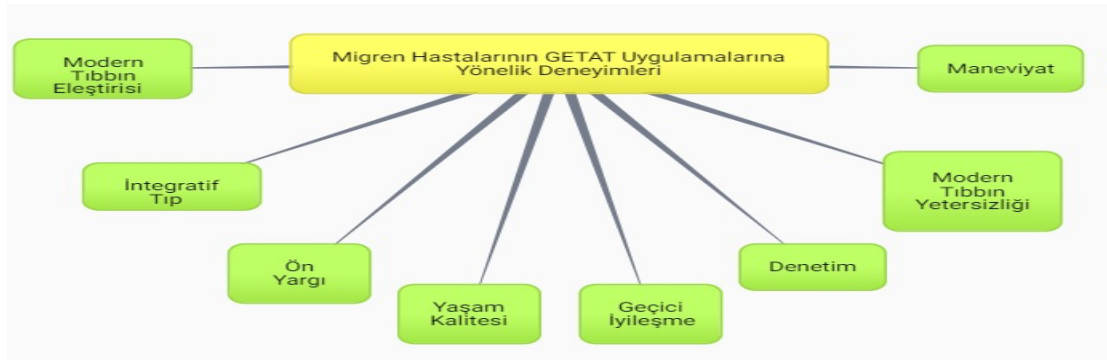 Migren Hastalarının GETAT Uygulamalarına
Yönelik Deneyimleri
Modern
Tıbbın
Eleştirisi
İntegratif
Tıp
Ön
Yargı
Yaşam
Kalitesi
Geçici
İyileşme
Denetim
Modern
Tıbbın
Yetersizliği
Maneviyat